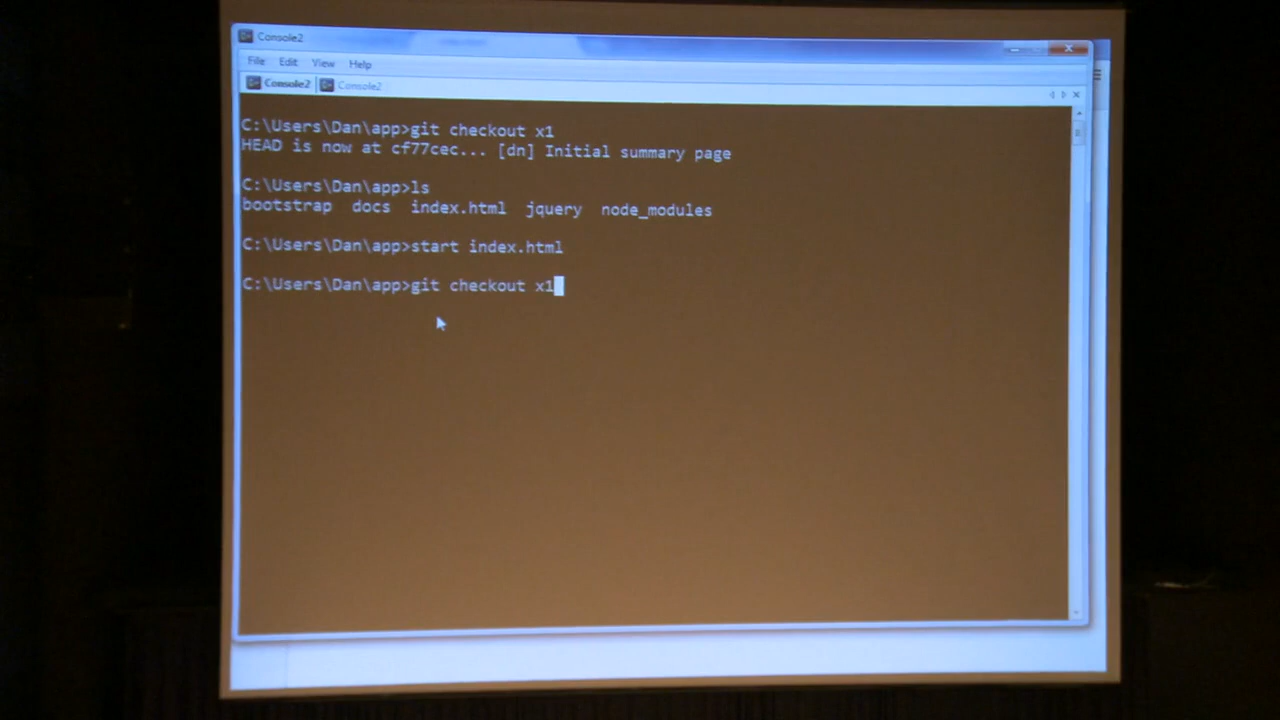 Console2
File Edit View Help
Console2 Console2
C:\Users\Dan\app>git checkout x1
HEAD is now at cf77cec... [dn] Initial summary page
C:\Users\Dan\app>ls
bootstrap docs index.html jquery node_modules
C:\Users\Dan\app>start index.html
C:\Users\Dan\app>git checkout x1